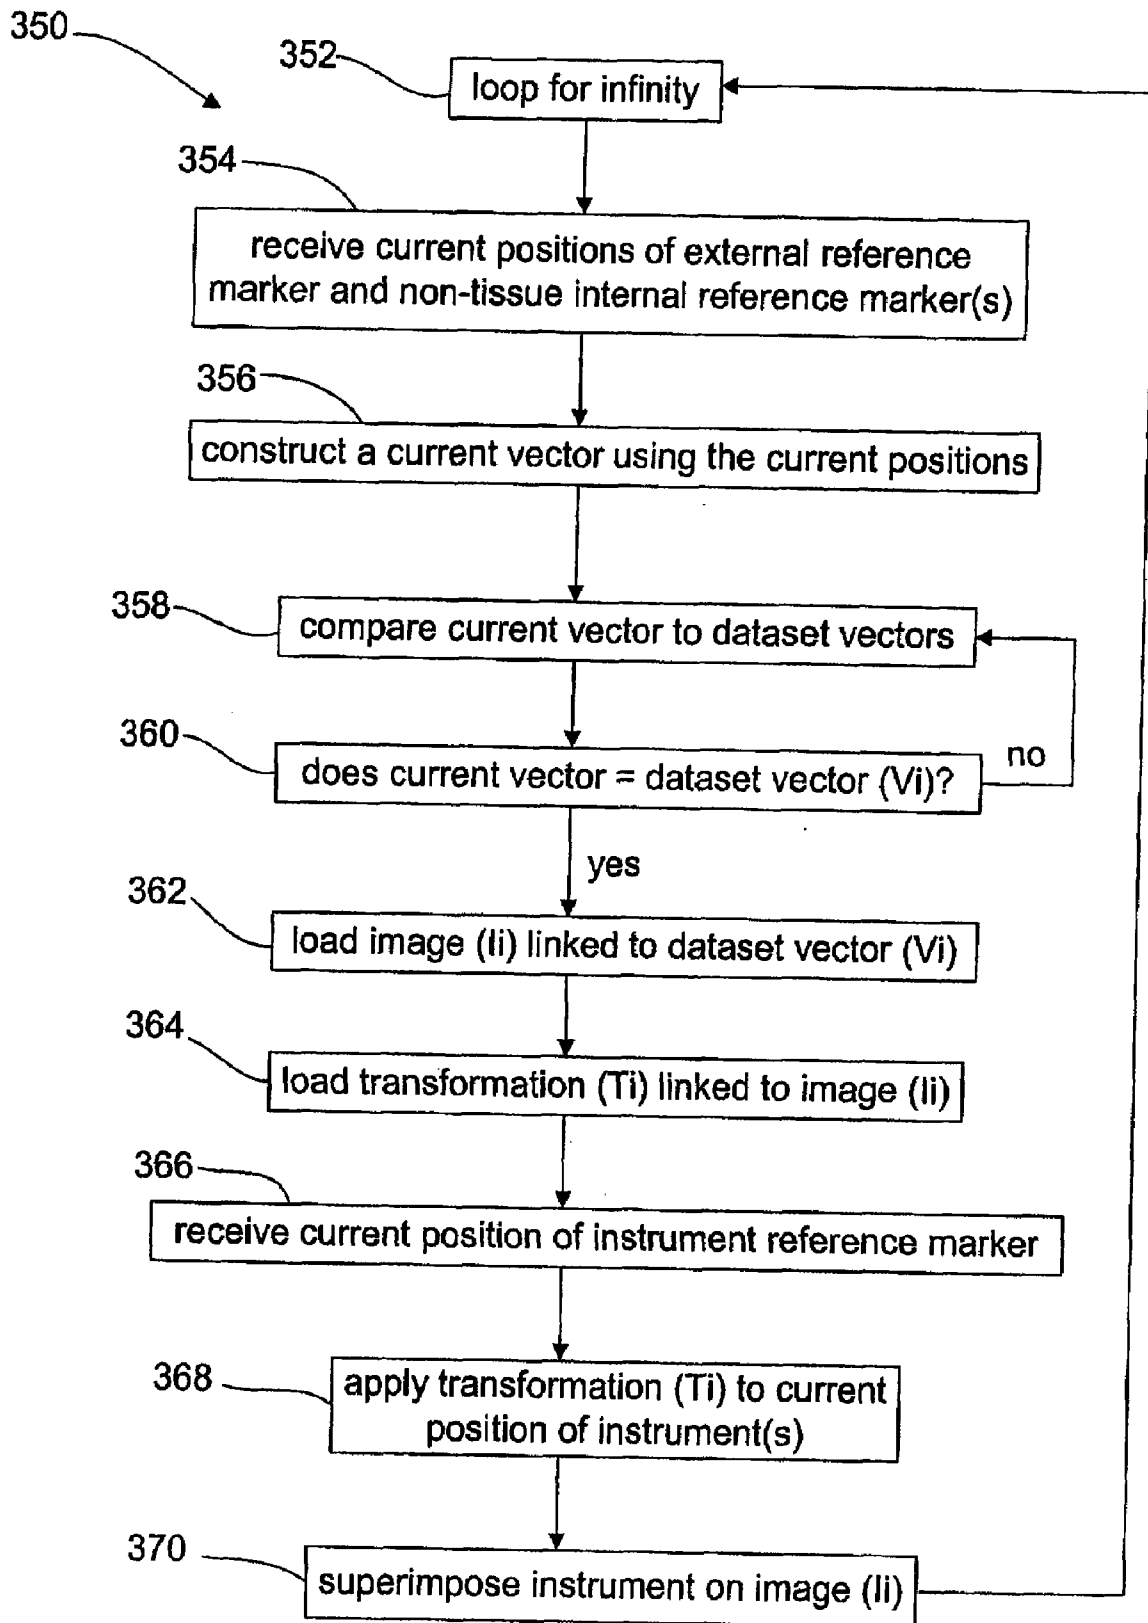 350
352
loop for infinity
354
receive current positions of external reference
marker and non-tissue internal reference marker(s)
356
construct a current vector using the current positions
358
compare current vector to dataset vectors
360
does current vector = dataset vector (Vi)?
no
yes
362
load image (Ii) linked to dataset vector (Vi)
364
load transformation (Ti) linked to image (Ii)
366
receive current position of instrument reference marker
368
apply transformation (Ti) to current
position of instrument(s)
370
superimpose instrument on image (Ii)